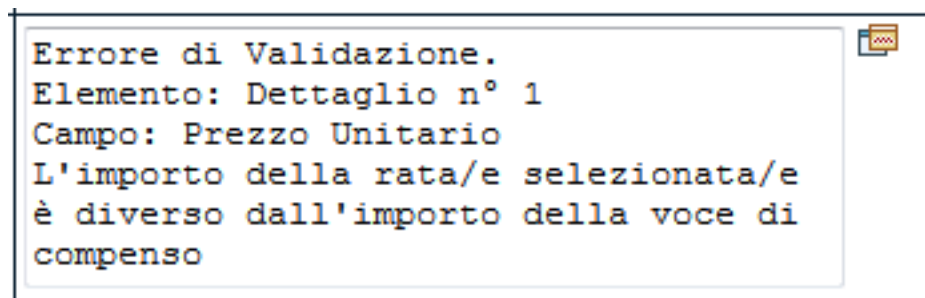 Errore di Validazione.
Elemento: Dettaglio n° 1
Campo: Prezzo Unitario
L'importo della rata/e selezionata/e
è diverso dall'importo della voce di
compenso